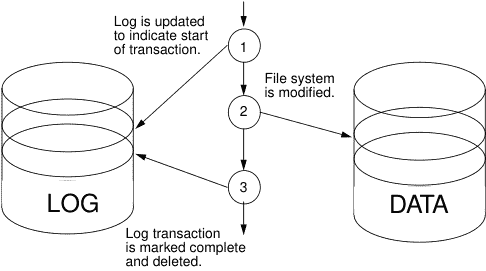 Log is updated
to indicate start
of transaction.
1
File system
is modified.
2
3
LOG
DATA
Log transaction
is marked complete
and deleted.